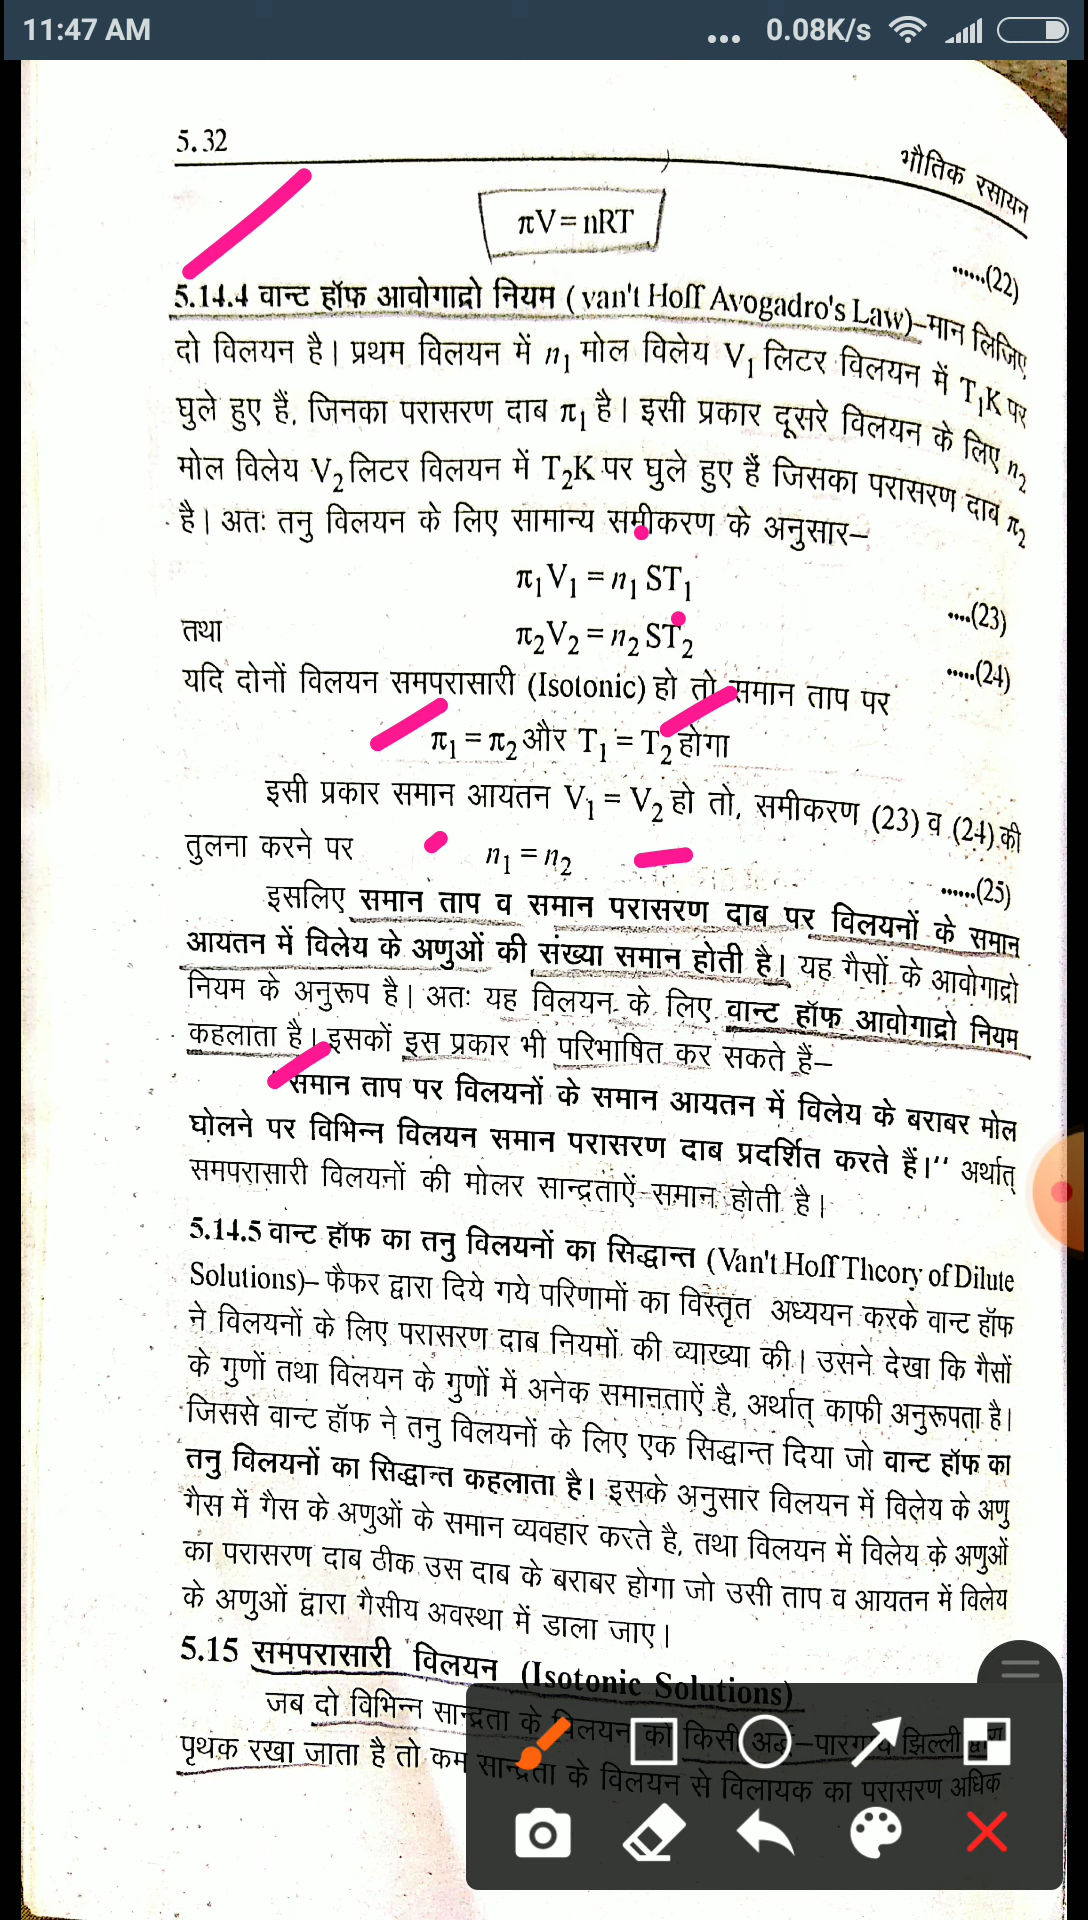 11:47 AM
... 0.08K/s
5.32
भौतिक रसायन
πV = nRT
......(22)
5.14.4 वान्ट हॉफ आवोगाद्रो नियम ( van't Hoff Avogadro's Law)–मान लिजिए
दो विलयन है। प्रथम विलयन में n₁ मोल विलेय V₁ लिटर विलयन में T₁K पर
घुले हुए हैं, जिनका परासरण दाब π₁ है। इसी प्रकार दूसरे विलयन के लिए n₂
मोल विलेय V₂ लिटर विलयन में T₂K पर घुले हुए हैं जिसका परासरण दाब π₂
है। अतः तनु विलयन के लिए सामान्य समीकरण के अनुसार–
π₁V₁ = n₁ ST₁
....(23)
तथा π₂V₂ = n₂ ST₂
.....(24)
यदि दोनों विलयन समपरासारी (Isotonic) हो तो समान ताप पर
π₁ = π₂ और T₁ = T₂ होगा
इसी प्रकार समान आयतन V₁ = V₂ हो तो, समीकरण (23) व (24) की
तुलना करने पर n₁ = n₂
......(25)
इसलिए समान ताप व समान परासरण दाब पर विलयनों के समान
आयतन में विलेय के अणुओं की संख्या समान होती है। यह गैसों के आवोगाद्रो
नियम के अनुरूप है। अतः यह विलयन के लिए वान्ट हॉफ आवोगाद्रो नियम
कहलाता है। इसकों इस प्रकार भी परिभाषित कर सकते हैं–
समान ताप पर विलयनों के समान आयतन में विलेय के बराबर मोल
घोलने पर विभिन्न विलयन समान परासरण दाब प्रदर्शित करते हैं।'' अर्थात्
समपरासारी विलयनों की मोलर सान्द्रताऐं समान होती है।
5.14.5 वान्ट हॉफ का तनु विलयनों का सिद्धान्त (Van't Hoff Theory of Dilute
Solutions)– फैफर द्वारा दिये गये परिणामों का विस्तृत अध्ययन करके वान्ट हॉफ
ने विलयनों के लिए परासरण दाब नियमों की व्याख्या की। उसने देखा कि गैसों
के गुणों तथा विलयन के गुणों में अनेक समानताऐं है, अर्थात् काफी अनुरूपता है।
जिससे वान्ट हॉफ ने तनु विलयनों के लिए एक सिद्धान्त दिया जो वान्ट हॉफ का
तनु विलयनों का सिद्धान्त कहलाता है। इसके अनुसार विलयन में विलेय के अणु
गैस में गैस के अणुओं के समान व्यवहार करते है, तथा विलयन में विलेय के अणुओं
का परासरण दाब ठीक उस दाब के बराबर होगा जो उसी ताप व आयतन में विलेय
के अणुओं द्वारा गैसीय अवस्था में डाला जाए।
5.15 समपरासारी विलयन (Isotonic Solutions)
जब दो विभिन्न सान्द्रता के विलयन को किसी अर्द्ध–पारगम्य झिल्ली
पृथक रखा जाता है तो कम सान्द्रता के विलयन से विलायक का परासरण अधिक